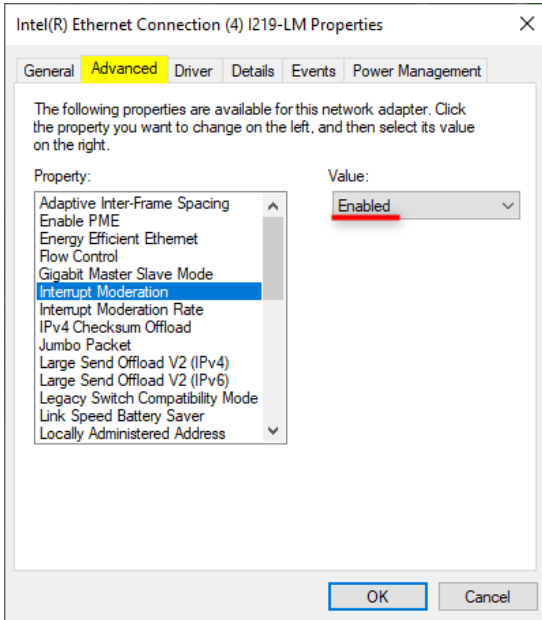 Intel(R) Ethernet Connection (4) I219-LM Properties
General Advanced Driver Details Events Power Management
The following properties are available for this network adapter. Click
the property you want to change on the left, and then select its value
on the right.
Property:
Value:
Adaptive Inter-Frame Spacing
Enabled
Enable PME
Energy Efficient Ethernet
Flow Control
Gigabit Master Slave Mode
Interrupt Moderation
Interrupt Moderation Rate
IPv4 Checksum Offload
Jumbo Packet
Large Send Offload V2 (IPv4)
Large Send Offload V2 (IPv6)
Legacy Switch Compatibility Mode
Link Speed Battery Saver
Locally Administered Address
OK
Cancel